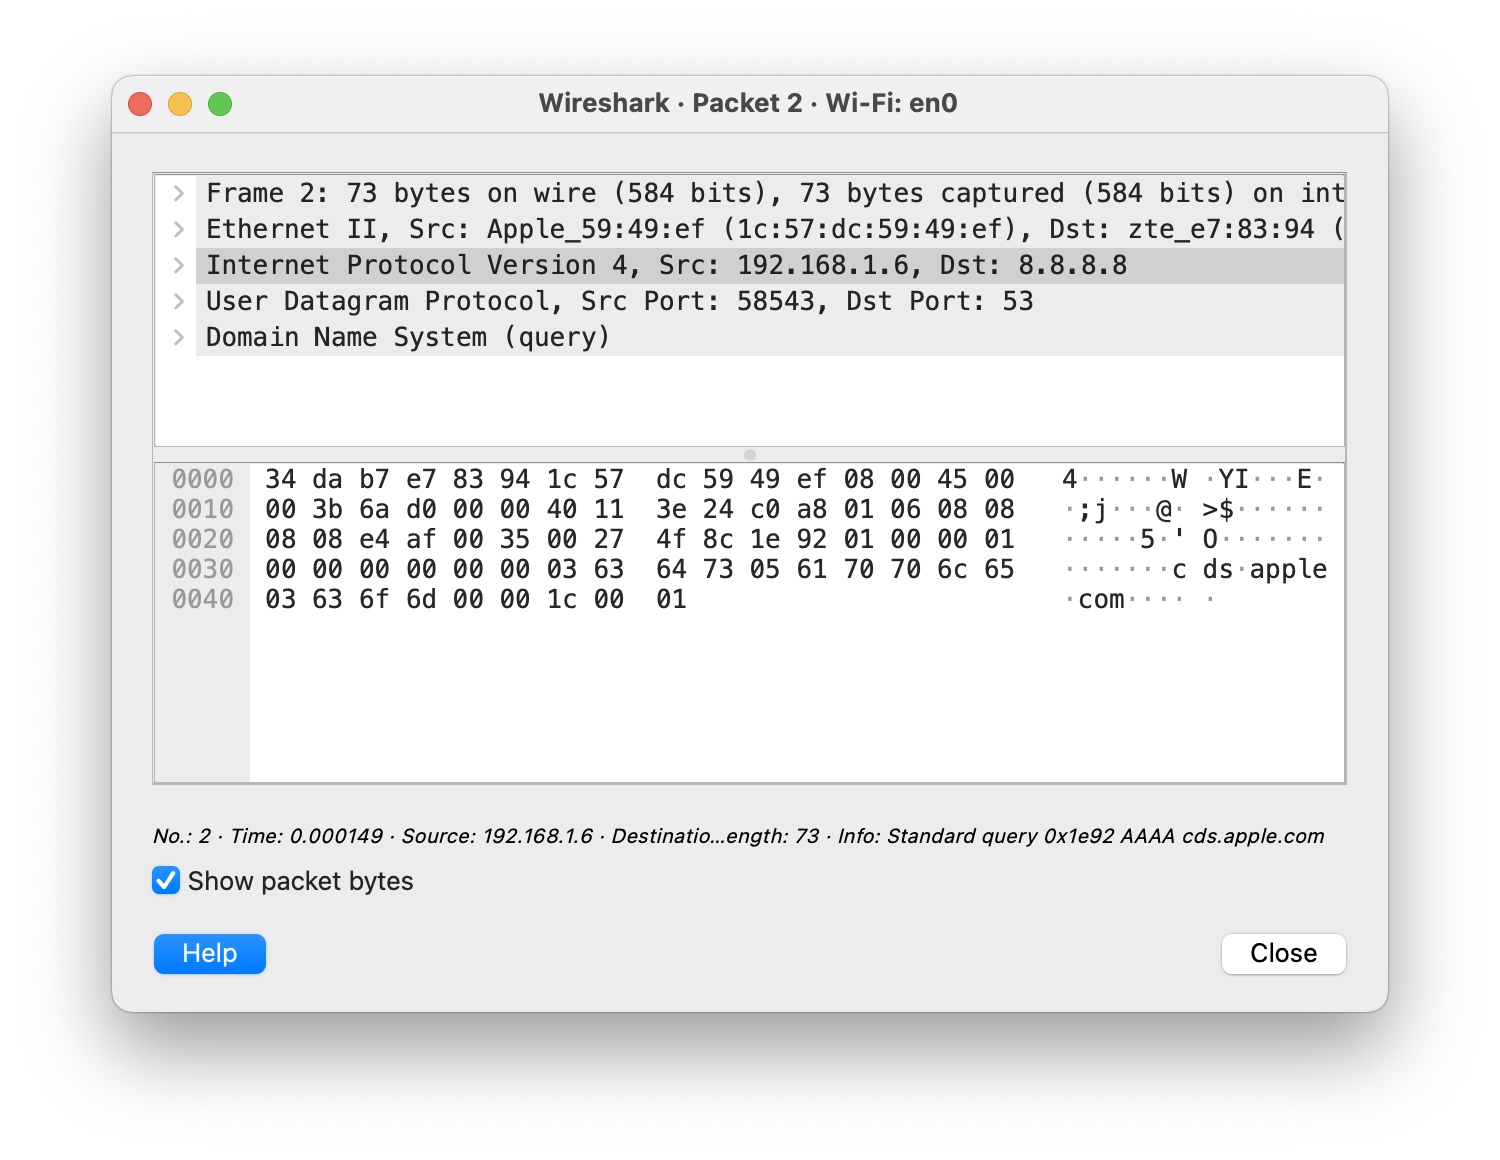 Wireshark · Packet 2 · Wi-Fi: en0
Frame 2: 73 bytes on wire (584 bits), 73 bytes captured (584 bits) on int
Ethernet II, Src: Apple_59:49:ef (1c:57:dc:59:49:ef), Dst: zte_e7:83:94 (
Internet Protocol Version 4, Src: 192.168.1.6, Dst: 8.8.8.8
User Datagram Protocol, Src Port: 58543, Dst Port: 53
Domain Name System (query)
0000 34 da b7 e7 83 94 1c 57 dc 59 49 ef 08 00 45 00 4······W ·YI···E·
0010 00 3b 6a d0 00 00 40 11 3e 24 c0 a8 01 06 08 08 ·;j···@· >$······
0020 08 08 e4 af 00 35 00 27 4f 8c 1e 92 01 00 00 01 ·····5·' O·······
0030 00 00 00 00 00 00 03 63 64 73 05 61 70 70 6c 65 ·······c ds·apple
0040 03 63 6f 6d 00 00 1c 00 01 ·com···· ·
No.: 2 · Time: 0.000149 · Source: 192.168.1.6 · Destinatio...ength: 73 · Info: Standard query 0x1e92 AAAA cds.apple.com
Show packet bytes
Help
Close